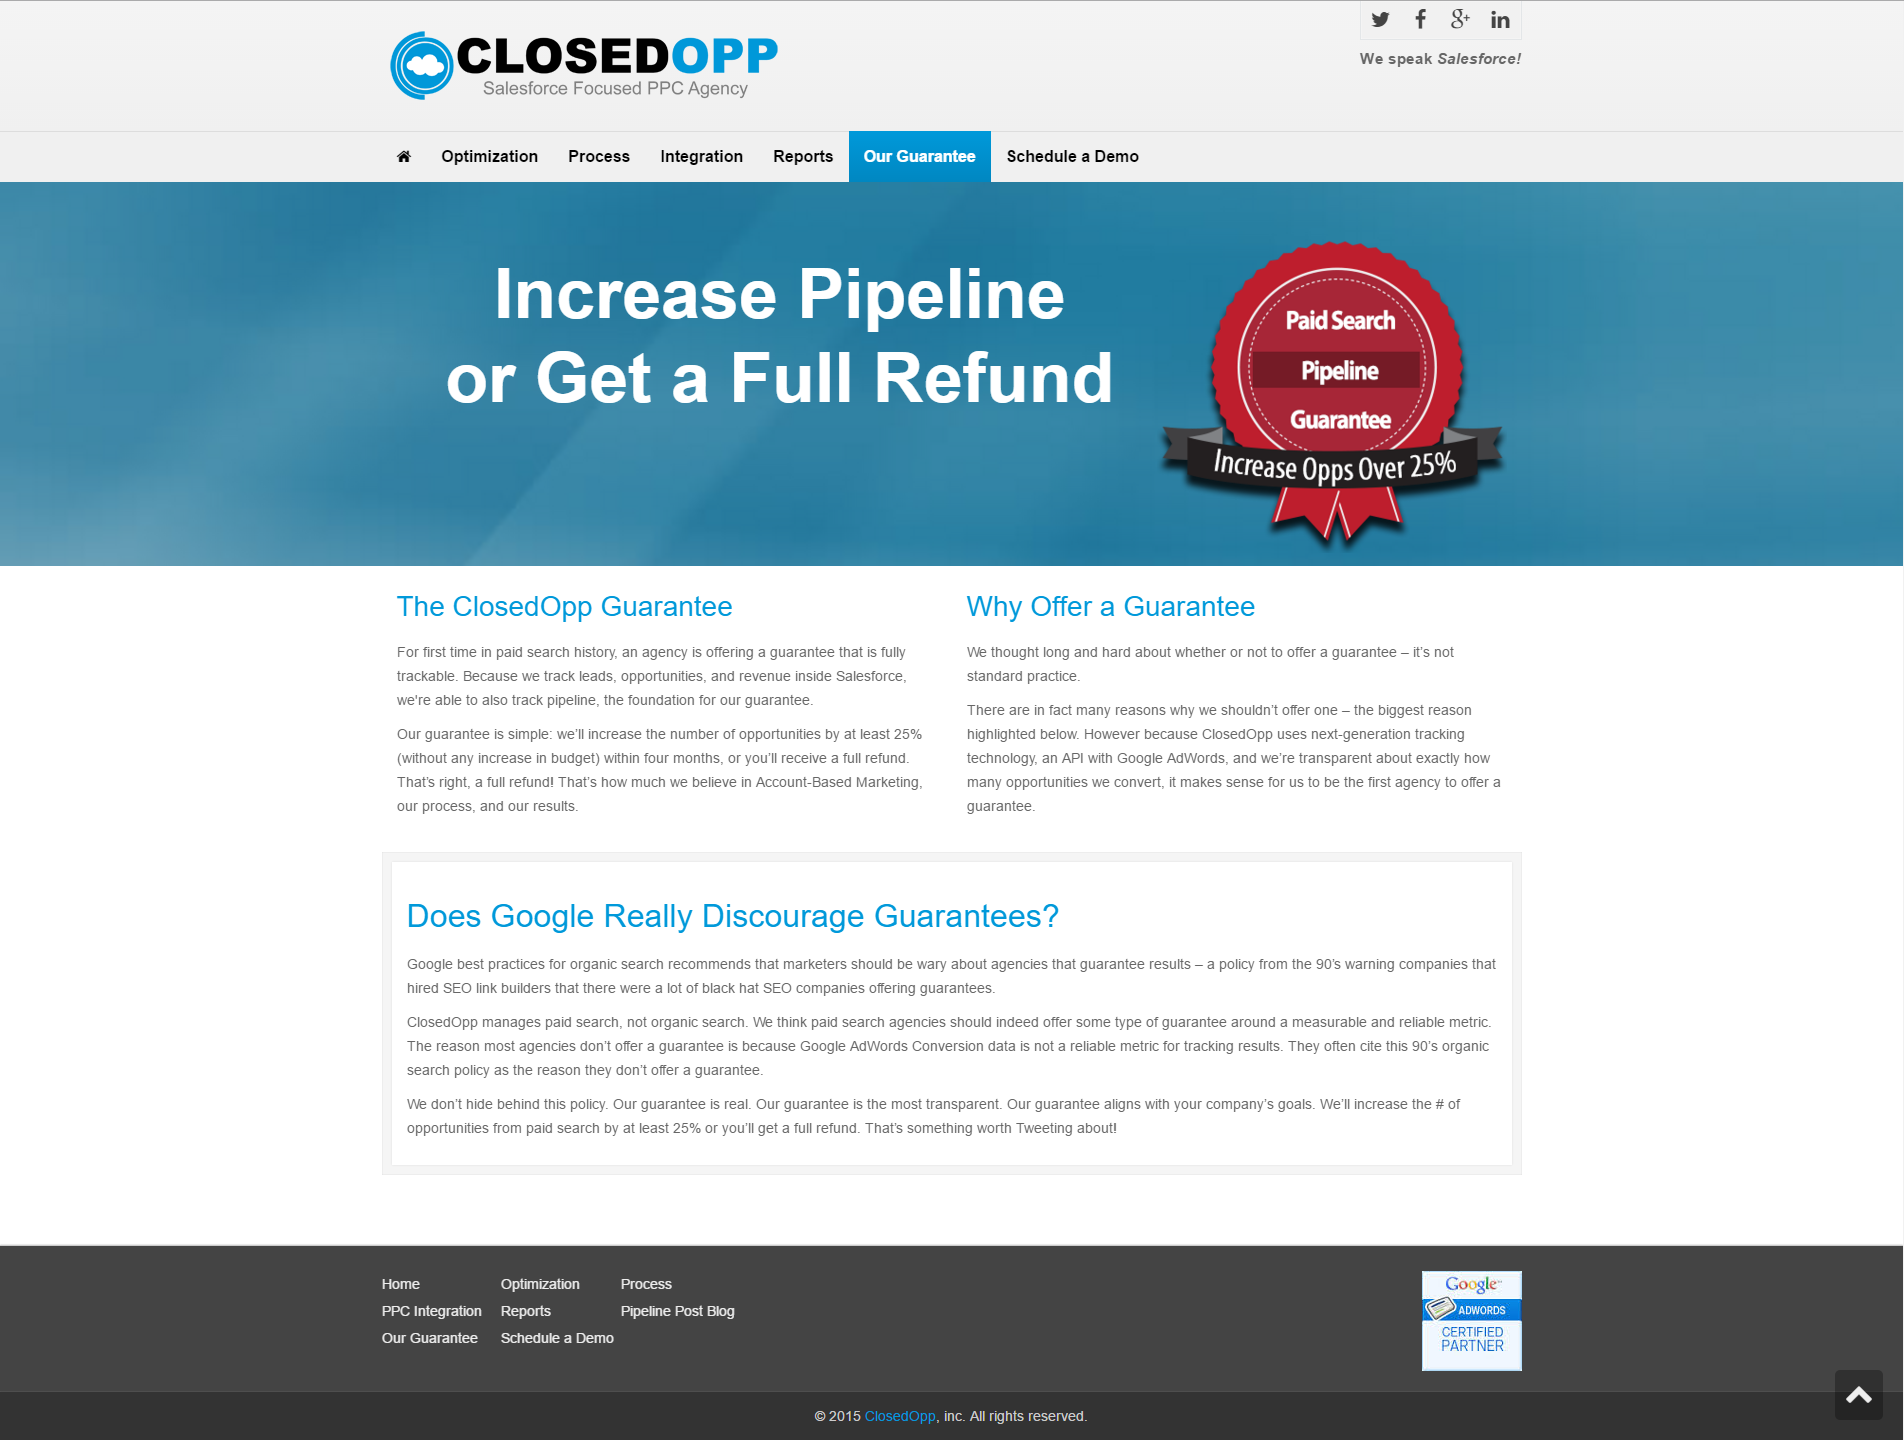 CLOSEDOPP
Salesforce Focused PPC Agency
We speak Salesforce!
Optimization
Process
Integration
Reports
Our Guarantee
Schedule a Demo
Increase Pipeline
or Get a Full Refund
Paid Search
Pipeline
Guarantee
Increase Opps Over 25%
The ClosedOpp Guarantee
For first time in paid search history, an agency is offering a guarantee that is fully
trackable. Because we track leads, opportunities, and revenue inside Salesforce,
we're able to also track pipeline, the foundation for our guarantee.
Our guarantee is simple: we’ll increase the number of opportunities by at least 25%
(without any increase in budget) within four months, or you’ll receive a full refund.
That’s right, a full refund! That’s how much we believe in Account-Based Marketing,
our process, and our results.
Why Offer a Guarantee
We thought long and hard about whether or not to offer a guarantee – it’s not
standard practice.
There are in fact many reasons why we shouldn’t offer one – the biggest reason
highlighted below. However because ClosedOpp uses next-generation tracking
technology, an API with Google AdWords, and we’re transparent about exactly how
many opportunities we convert, it makes sense for us to be the first agency to offer a
guarantee.
Does Google Really Discourage Guarantees?
Google best practices for organic search recommends that marketers should be wary about agencies that guarantee results – a policy from the 90’s warning companies that
hired SEO link builders that there were a lot of black hat SEO companies offering guarantees.
ClosedOpp manages paid search, not organic search. We think paid search agencies should indeed offer some type of guarantee around a measurable and reliable metric.
The reason most agencies don’t offer a guarantee is because Google AdWords Conversion data is not a reliable metric for tracking results. They often cite this 90’s organic
search policy as the reason they don’t offer a guarantee.
We don’t hide behind this policy. Our guarantee is real. Our guarantee is the most transparent. Our guarantee aligns with your company’s goals. We’ll increase the # of
opportunities from paid search by at least 25% or you’ll get a full refund. That’s something worth Tweeting about!
Home
Optimization
Process
PPC Integration
Reports
Pipeline Post Blog
Our Guarantee
Schedule a Demo
Google
ADWORDS
CERTIFIED
PARTNER
© 2015 ClosedOpp, inc. All rights reserved.